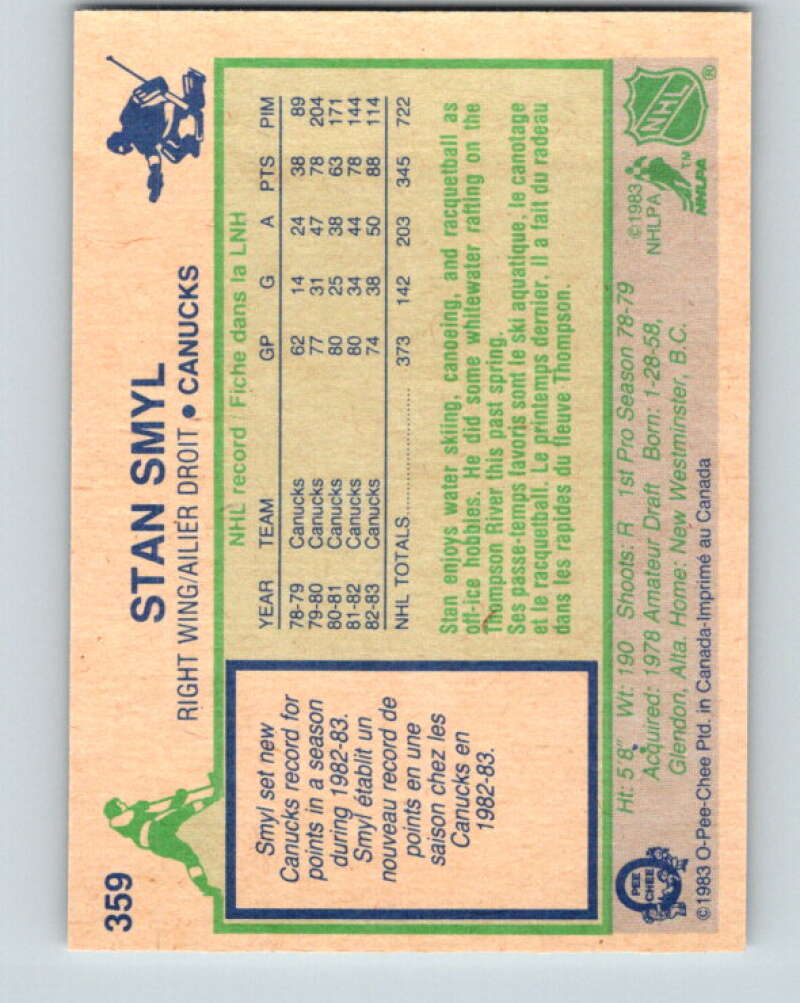 359
STAN SMYL
RIGHT WING/AILIER DROIT • CANUCKS
Smyl set new
Canucks record for
points in a season
during 1982-83.
Smyl établit un
nouveau record de
points en une
saison chez les
Canucks en
1982-83.
NHL record / Fiche dans la LNH
YEAR TEAM GP G A PTS PIM
78-79 Canucks 62 14 24 38 89
79-80 Canucks 77 31 47 78 204
80-81 Canucks 80 25 38 63 171
81-82 Canucks 80 34 44 78 144
82-83 Canucks 74 38 50 88 114
NHL TOTALS 373 142 203 345 722
Stan enjoys water skiing, canoeing, and racquetball as
off-ice hobbies. He did some whitewater rafting on the
Thompson River this past spring.
Ses passe-temps favoris sont le ski aquatique, le canotage
et le racquetball. Le printemps dernier, il a fait du radeau
dans les rapides du fleuve Thompson.
Ht: 5'8" Wt: 190 Shoots: R 1st Pro Season 78-79
Acquired: 1978 Amateur Draft Born: 1-28-58,
Glendon, Alta. Home: New Westminster, B.C.
©1983 O-Pee-Chee Ptd. in Canada-Imprimé au Canada
PEE
CHEE
©1983
NHLPA
NHLPA
TM
NHL
®